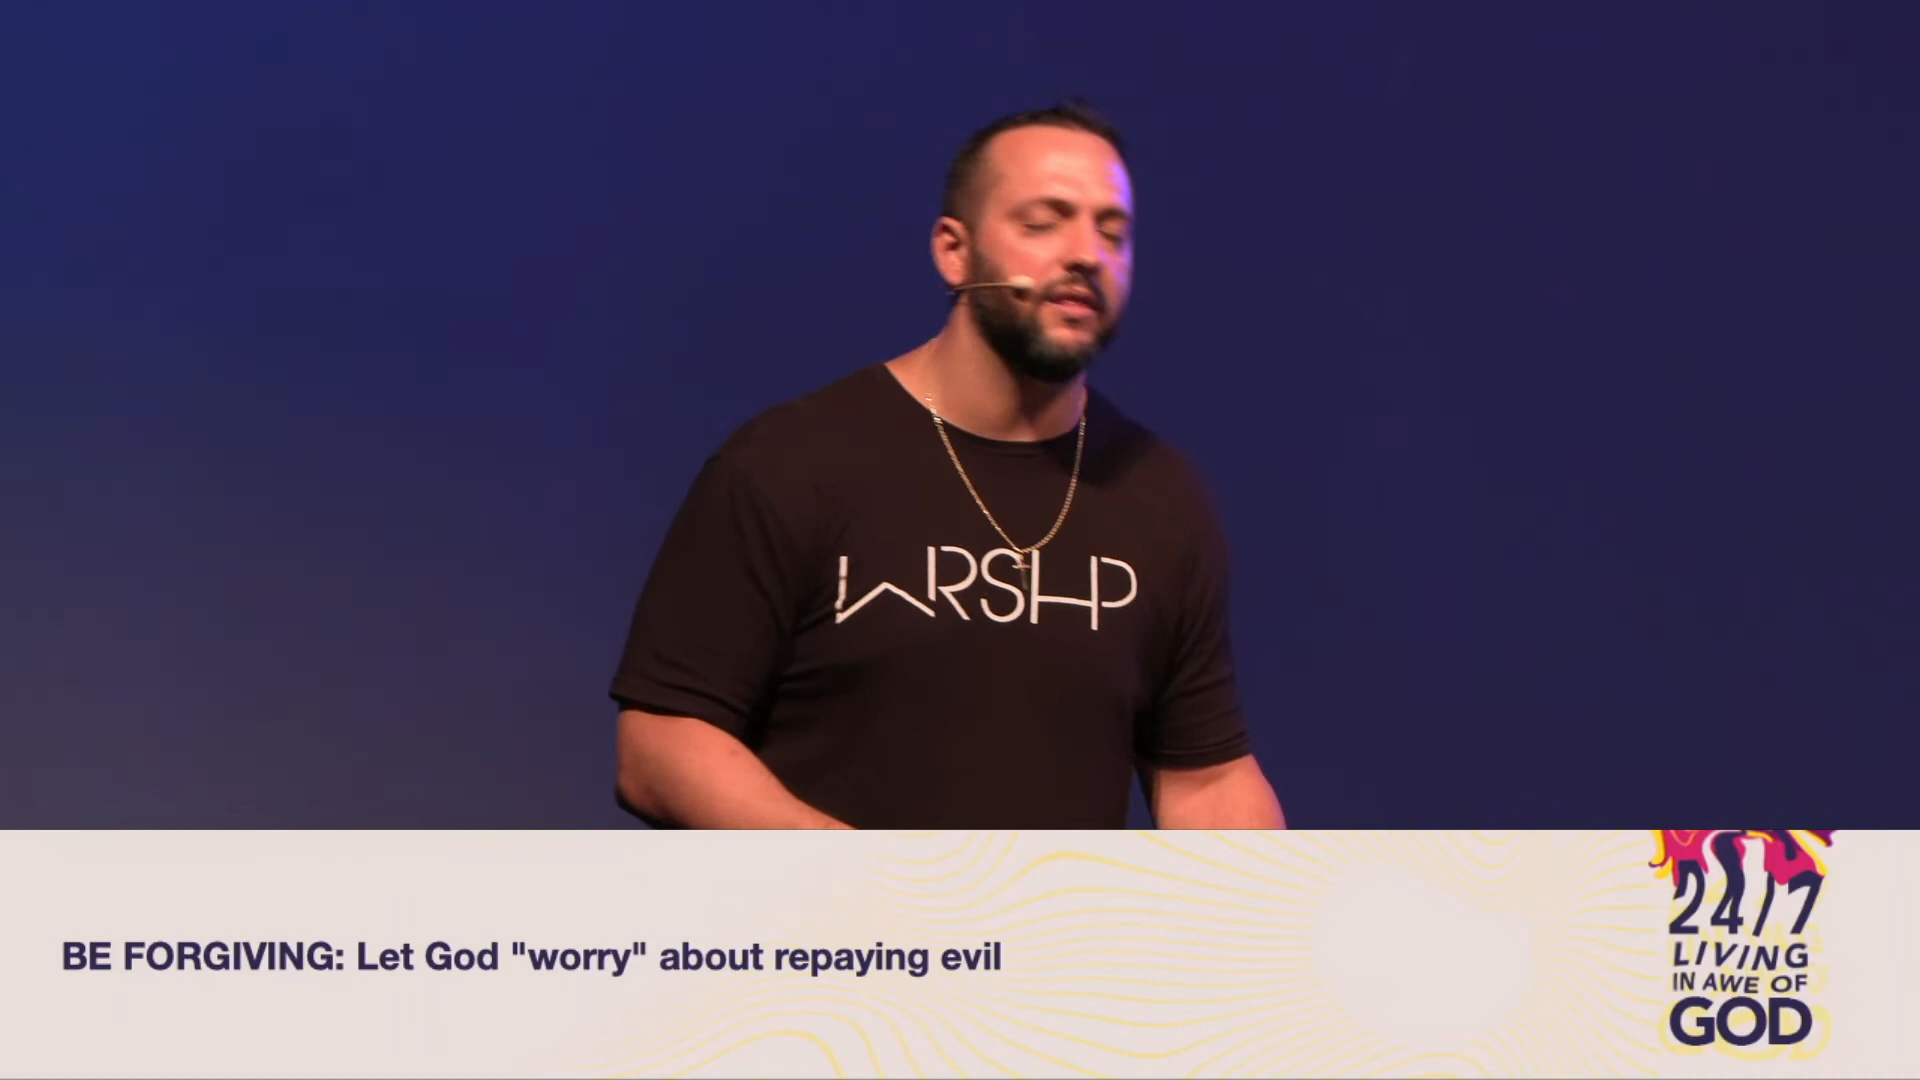 WRSHP
BE FORGIVING: Let God "worry" about repaying evil
24/7
LIVING
IN AWE OF
GOD